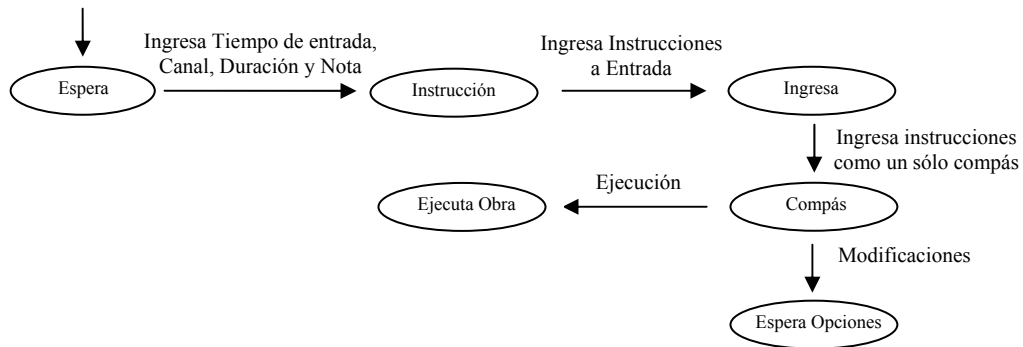 Ingresa Tiempo de entrada,
Canal, Duración y Nota
Ingresa Instrucciones
a Entrada
Espera
Instrucción
Ingresa
Ingresa instrucciones
como un sólo compás
Ejecución
Ejecuta Obra
Compás
Modificaciones
Espera Opciones